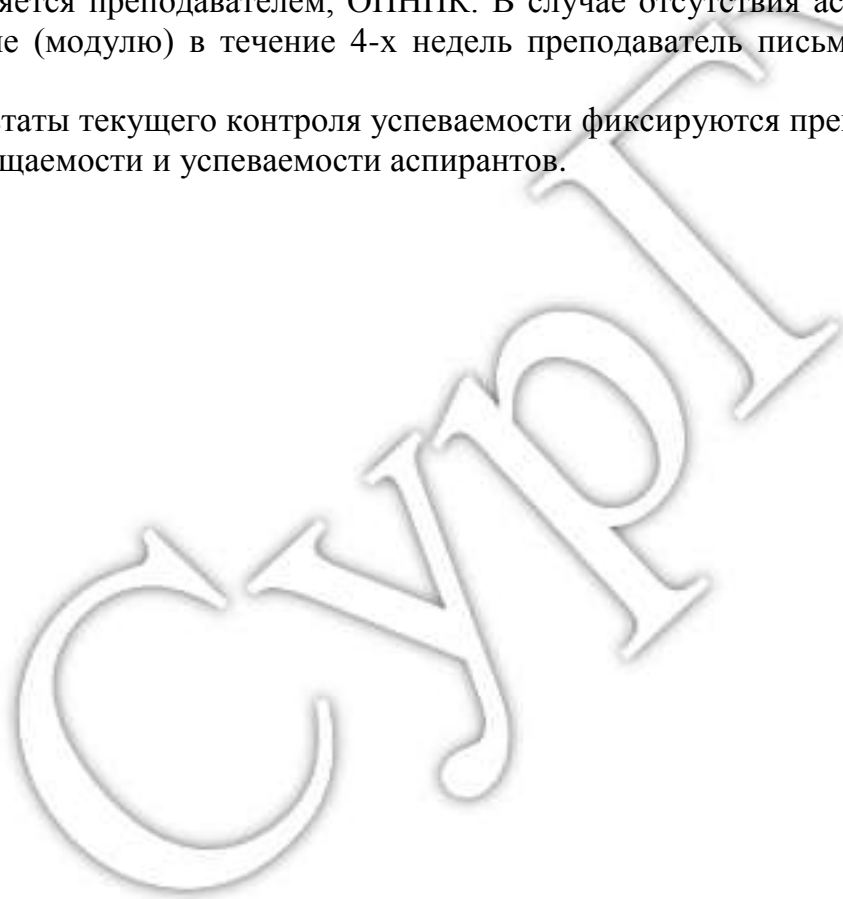 яется преподавателем, ОПНПК. В случае отсутствия ас
е (модулю) в течение 4-х недель преподаватель письм
таты текущего контроля успеваемости фиксируются пре
щаемости и успеваемости аспирантов.
СурГ